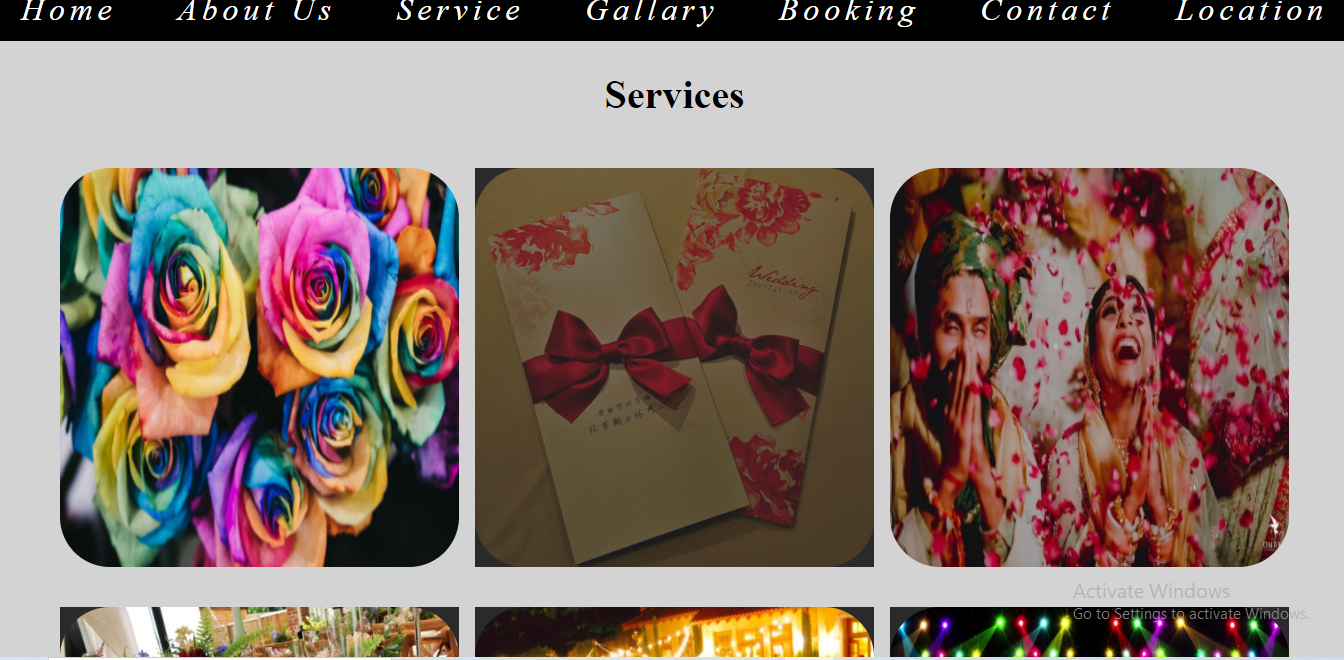 Home About Us Service Gallary Booking Contact Location
Services
Wedding
Invitation
Activate Windows
Go to Settings to activate Windows.